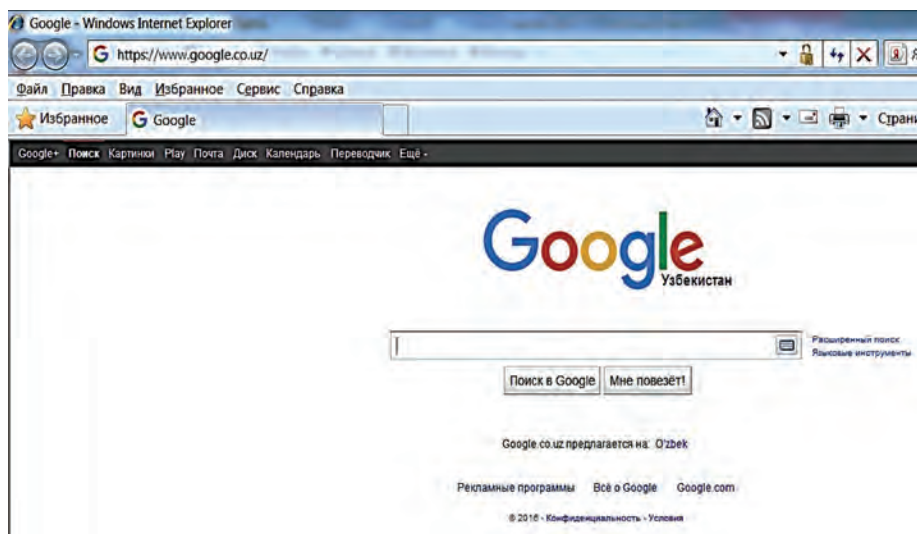 Google - Windows Internet Explorer
https://www.google.co.uz/
Файл Правка Вид Избранное Сервис Справка
Избранное Google
Google+ Поиск Картинки Play Почта Диск Календарь Переводчик Ещё
Google
Узбекистан
Расширенный поиск
Языковые инструменты
Поиск в Google Мне повезёт!
Google.co.uz предлагается на: O'zbek
Рекламные программы Всё о Google Google.com
© 2016 - Конфиденциальность - Условия